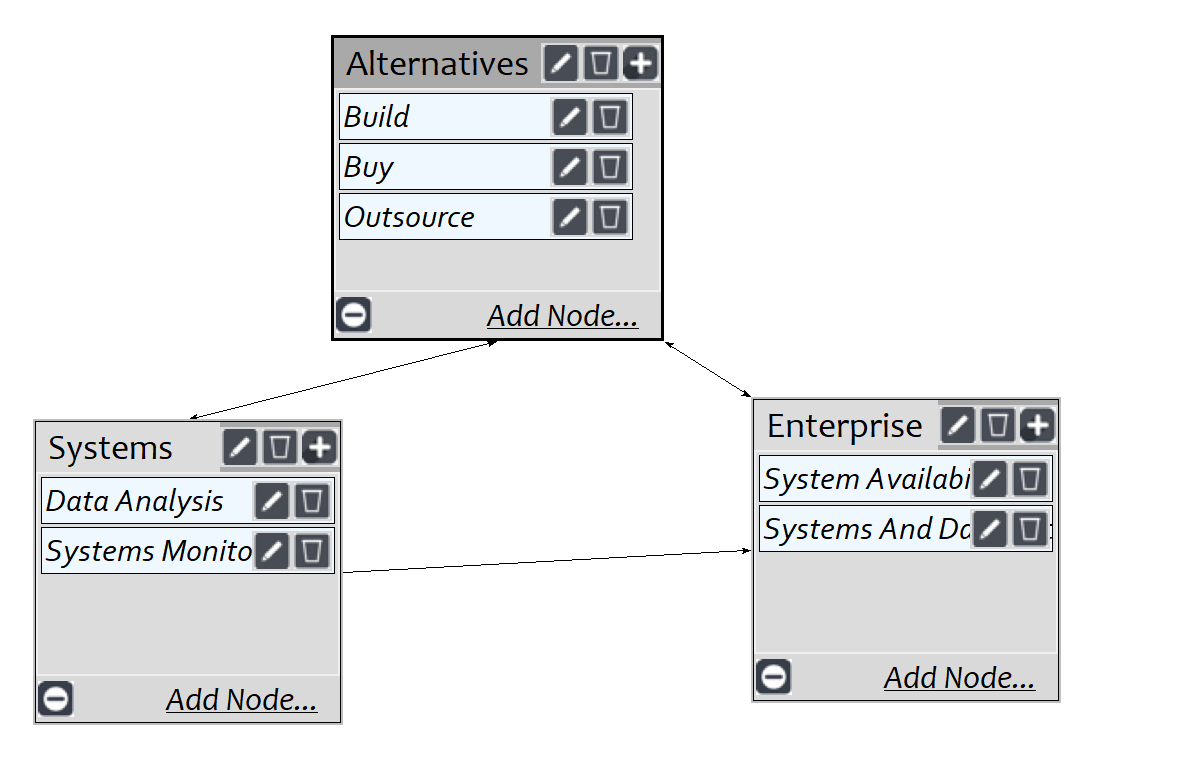 Alternatives
Build
Buy
Outsource
Add Node...
Systems
Data Analysis
Systems Monito
Add Node...
Enterprise
System Availabi
Systems And Da
Add Node...